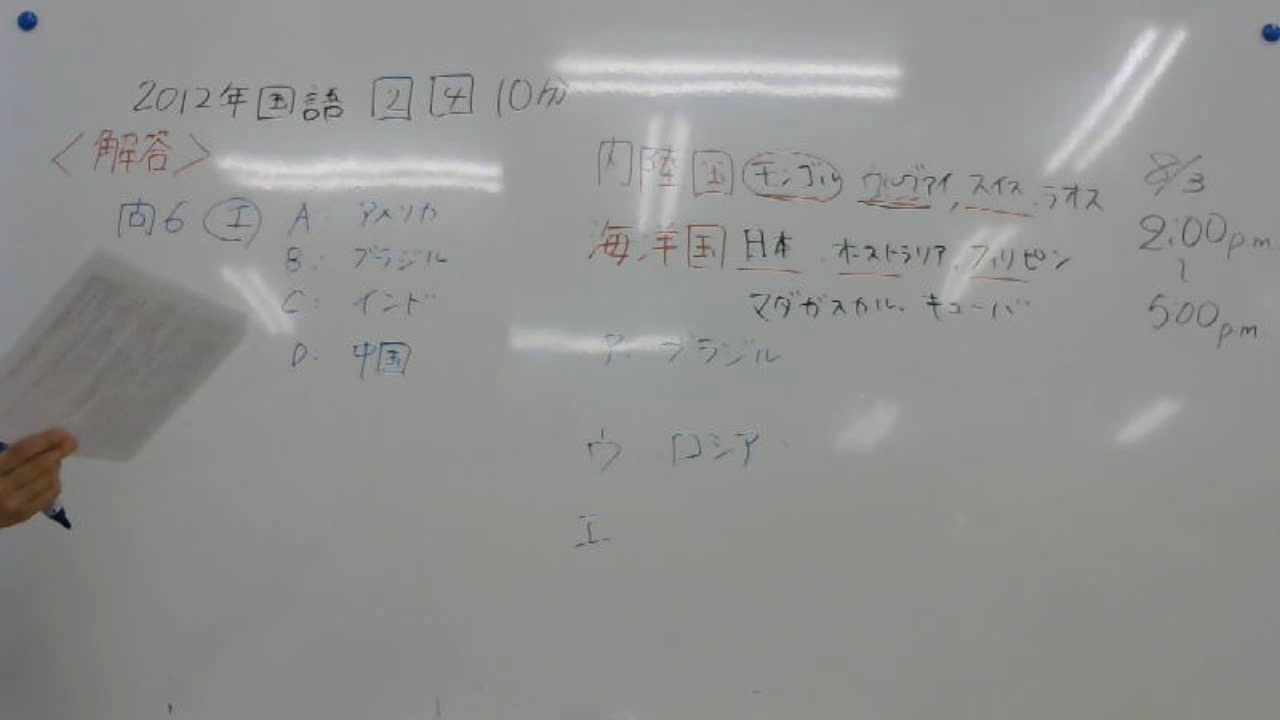 2012年国語 2 4 10分
<解答>
問6 エ A: アメリカ
B: ブラジル
C: インド
D: 中国
内陸国 モンゴル ウルグアイ, スイス, ラオス
海洋国 日本、オーストラリア、フィリピン
マダガスカル、キューバ
ア. ブラジル
ウ ロシア
エ.
8/3
2:00pm
~
5:00pm